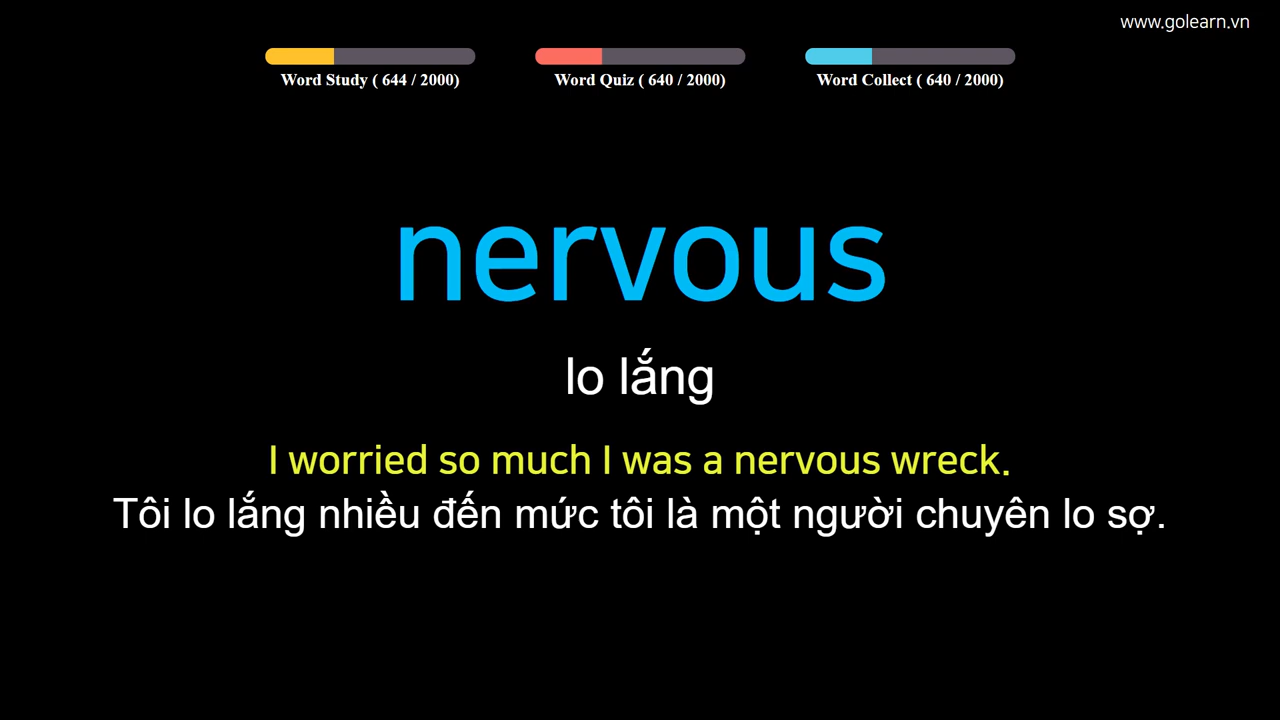 www.golearn.vn
Word Study ( 644 / 2000)
Word Quiz ( 640 / 2000)
Word Collect ( 640 / 2000)
nervous
lo lắng
I worried so much I was a nervous wreck.
Tôi lo lắng nhiều đến mức tôi là một người chuyên lo sợ.